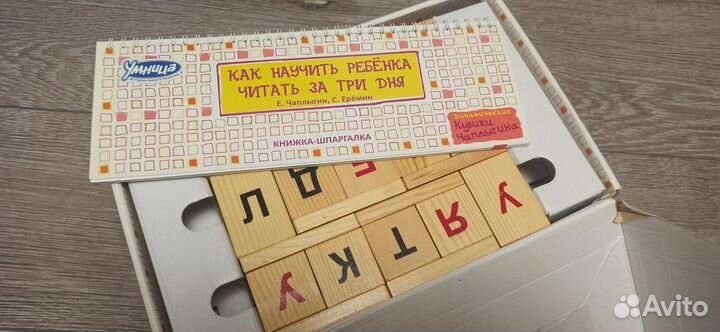 Умница
КАК НАУЧИТЬ РЕБЁНКА
ЧИТАТЬ ЗА ТРИ ДНЯ
Е. Чаплыгин, С. Ерёмин
КНИЖКА-ШПАРГАЛКА
Динамические
Кубики
Чаплыгина
Л Д Е
У К Т Я У
Avito